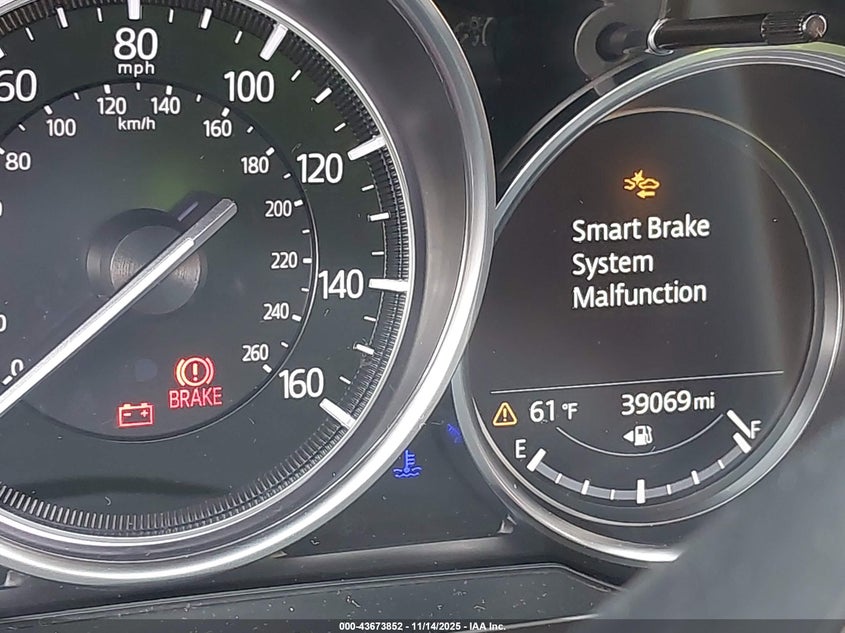 80
mph
60
100
120
140
160
0
80
100
120
140
km/h
160
180
200
220
240
260
BRAKE
Smart Brake
System
Malfunction
61 °F
39069 mi
E
F
000-43673852 - 11/14/2025 - IAA Inc.